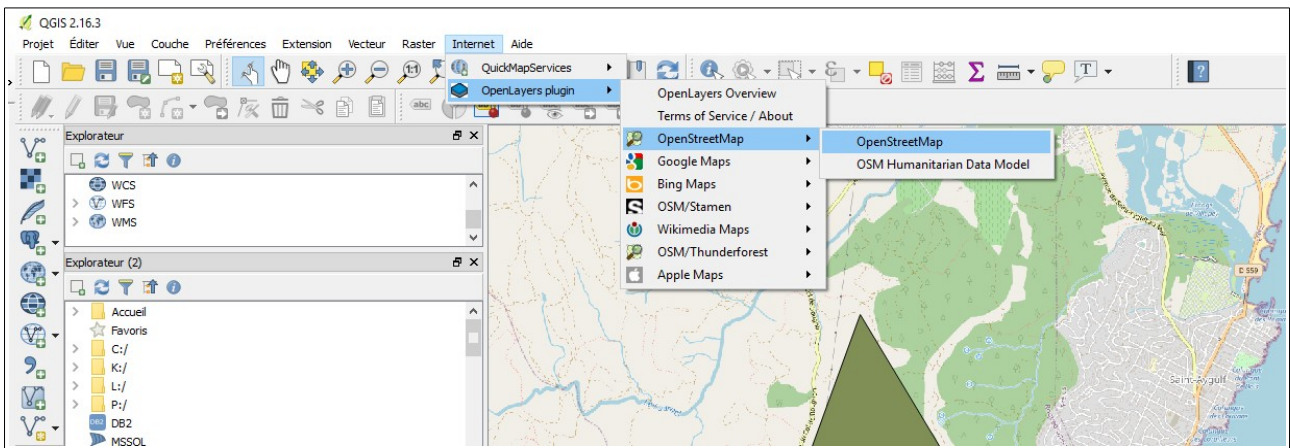 QGIS 2.16.3
Projet Éditer Vue Couche Préférences Extension Vecteur Raster Internet Aide
QuickMapServices
OpenLayers plugin
OpenLayers Overview
Terms of Service / About
OpenStreetMap
Google Maps
Bing Maps
OSM/Stamen
Wikimedia Maps
OSM/Thunderforest
Apple Maps
OpenStreetMap
OSM Humanitarian Data Model
Explorateur
WCS
WFS
WMS
Explorateur (2)
Accueil
Favoris
C:/
K:/
L:/
P:/
DB2
MSSQL
abc
D 559
Saint-Aygulf